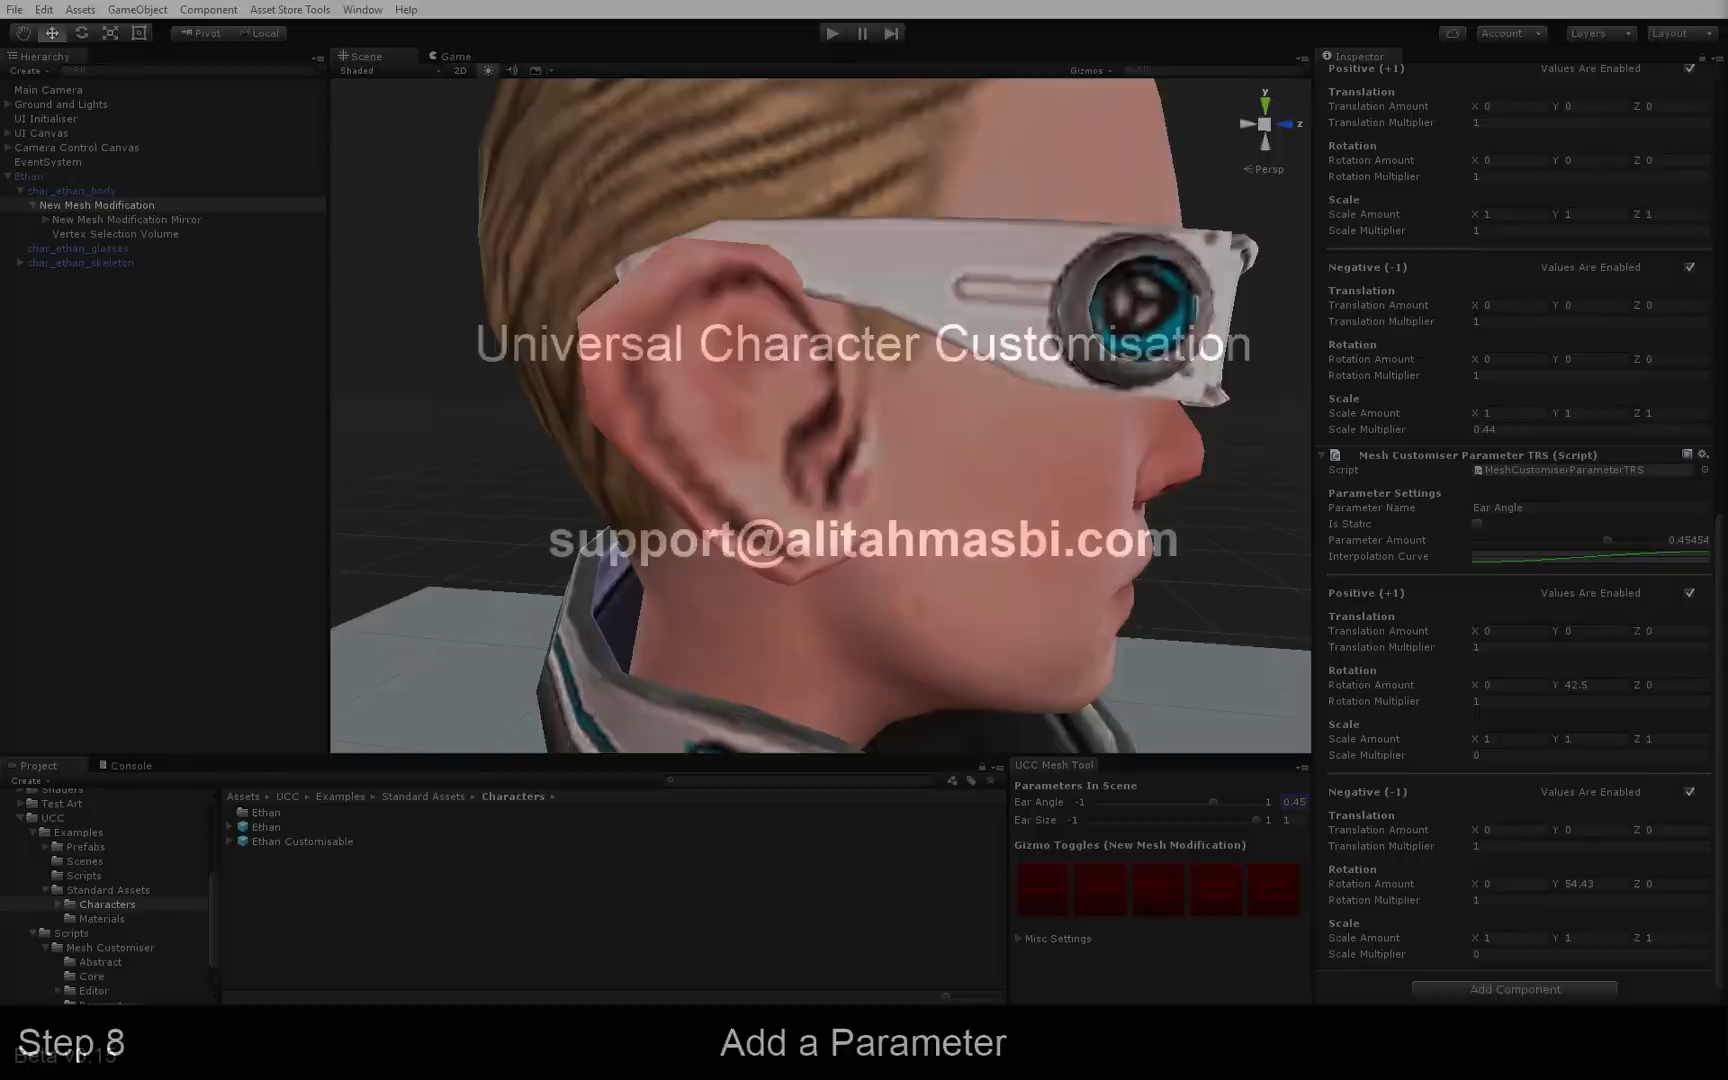 File Edit Assets GameObject Component Asset Store Tools Window Help
Pivot Local
Account Layers Layout
Hierarchy
Create
Main Camera
Ground and Lights
UI Initialiser
UI Canvas
Camera Control Canvas
EventSystem
Ethan
char_ethan_body
New Mesh Modification
New Mesh Modification Mirror
Vertex Selection Volume
char_ethan_glasses
char_ethan_skeleton
Scene Game
Shaded 2D Gizmos
y
z
Persp
Universal Character Customisation
support@alitahmasbi.com
Inspector
Positive (+1) Values Are Enabled
Translation
Translation Amount X 0 Y 0 Z 0
Translation Multiplier 1
Rotation
Rotation Amount X 0 Y 0 Z 0
Rotation Multiplier 1
Scale
Scale Amount X 1 Y 1 Z 1
Scale Multiplier 1
Negative (-1) Values Are Enabled
Translation
Translation Amount X 0 Y 0 Z 0
Translation Multiplier 1
Rotation
Rotation Amount X 0 Y 0 Z 0
Rotation Multiplier 1
Scale
Scale Amount X 1 Y 1 Z 1
Scale Multiplier 0.44
Mesh Customiser Parameter TRS (Script)
Script MeshCustomiserParameterTRS
Parameter Settings
Parameter Name Ear Angle
Is Static
Parameter Amount 0.45454
Interpolation Curve
Positive (+1) Values Are Enabled
Translation
Translation Amount X 0 Y 0 Z 0
Translation Multiplier 1
Rotation
Rotation Amount X 0 Y 42.5 Z 0
Rotation Multiplier 1
Scale
Scale Amount X 1 Y 1 Z 1
Scale Multiplier 0
Negative (-1) Values Are Enabled
Translation
Translation Amount X 0 Y 0 Z 0
Translation Multiplier 1
Rotation
Rotation Amount X 0 Y 54.43 Z 0
Rotation Multiplier 1
Scale
Scale Amount X 1 Y 1 Z 1
Scale Multiplier 0
Add Component
Project Console
Create
Shaders
Test Art
UCC
Examples
Prefabs
Scenes
Scripts
Standard Assets
Characters
Materials
Scripts
Mesh Customiser
Abstract
Core
Editor
Assets UCC Examples Standard Assets Characters
Ethan
Ethan
Ethan Customisable
UCC Mesh Tool
Parameters In Scene
Ear Angle -1 1 0.45
Ear Size -1 1 1
Gizmo Toggles (New Mesh Modification)
Misc Settings
Step 8
Beta v0.15
Add a Parameter